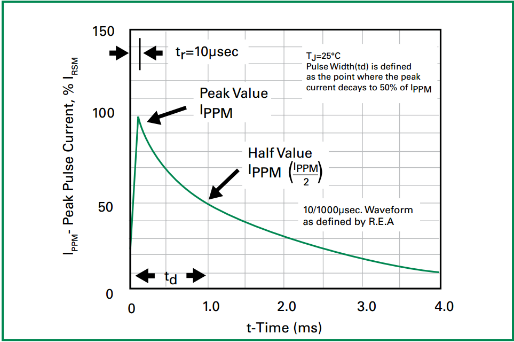 150
tr=10µsec
TJ=25°C
Pulse Width(td) is defined
as the point where the peak
current decays to 50% of IPPM
Peak Value
IPPM
100
Half Value
IPPM (IPPM/2)
50
10/1000µsec. Waveform
as defined by R.E.A
td
0
0 1.0 2.0 3.0 4.0
t-Time (ms)
IPPM- Peak Pulse Current, % IRSM